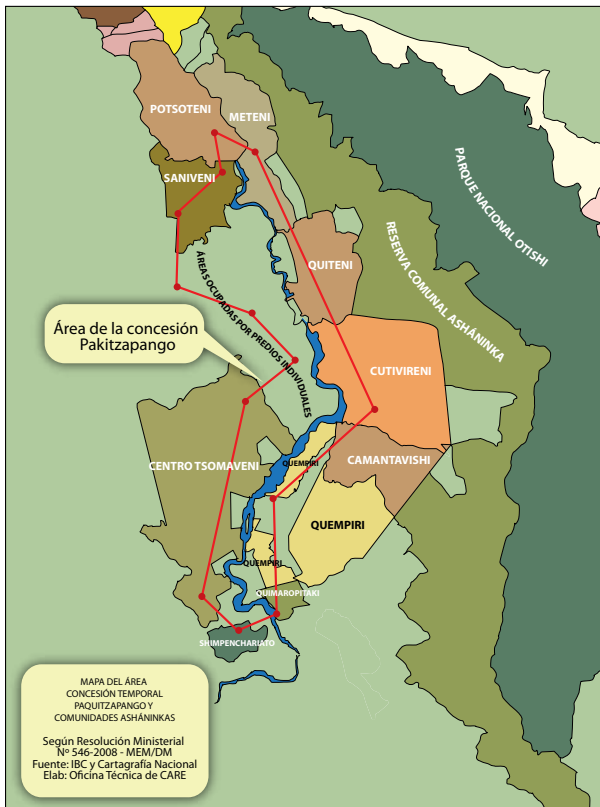 POTSOTENI
METENI
SANIVENI
PARQUE NACIONAL OTISHI
RESERVA COMUNAL ASHÁNINKA
QUITENI
ÁREAS OCUPADAS POR PREDIOS INDIVIDUALES
Área de la concesión
Pakitzapango
CUTIVIRENI
CENTRO TSOMAVENI
QUEMPIRI
CAMANTAVISHI
QUEMPIRI
QUEMPIRI
QUIMAROPITAKI
SHIMPENCHARIATO
MAPA DEL ÁREA
CONCESIÓN TEMPORAL
PAQUITZAPANGO Y
COMUNIDADES ASHÁNINKAS
Según Resolución Ministerial
Nº 546-2008 - MEM/DM
Fuente: IBC y Cartografía Nacional
Elab: Oficina Técnica de CARE